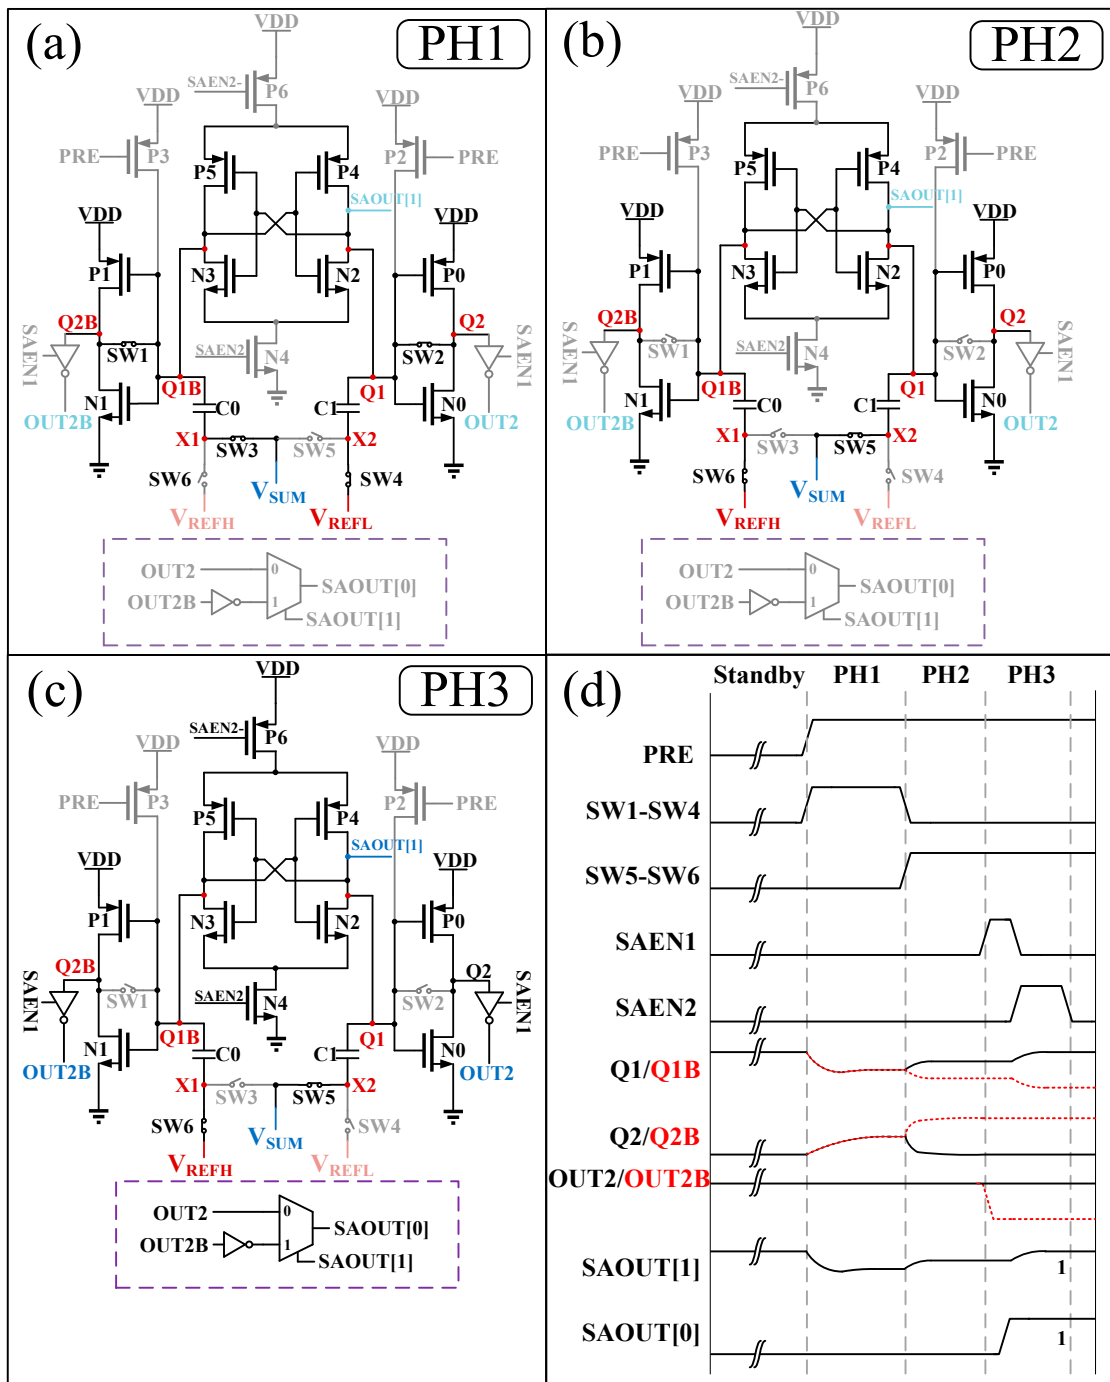 (a)
PH1
VDD
SAEN2-
P6
VDD
VDD
PRE
P3
P2
PRE
P5
P4
SAOUT[1]
VDD
VDD
P1
P0
N3
N2
Q2B
Q2
SAEN1
SW1
SW2
SAEN1
SAEN2
N4
N1
Q1B
Q1
N0
OUT2B
OUT2
C0
C1
X1
SW3
SW5
X2
SW6
SW4
VSUM
VREFH
VREFL
OUT2
0
SAOUT[0]
OUT2B
1
SAOUT[1]
(b)
PH2
VDD
SAEN2-
P6
VDD
VDD
PRE
P3
P2
PRE
P5
P4
SAOUT[1]
VDD
VDD
P1
P0
N3
N2
Q2B
Q2
SAEN1
SW1
SW2
SAEN1
SAEN2
N4
N1
Q1B
Q1
N0
OUT2B
OUT2
C0
C1
X1
SW3
SW5
X2
SW6
SW4
VSUM
VREFH
VREFL
OUT2
0
SAOUT[0]
OUT2B
1
SAOUT[1]
(c)
PH3
VDD
SAEN2-
P6
VDD
VDD
PRE
P3
P2
PRE
P5
P4
SAOUT[1]
VDD
VDD
P1
P0
N3
N2
Q2B
Q2
SAEN1
SW1
SW2
SAEN1
SAEN2
N4
N1
Q1B
Q1
N0
OUT2B
OUT2
C0
C1
X1
SW3
SW5
X2
SW6
SW4
VSUM
VREFH
VREFL
OUT2
0
SAOUT[0]
OUT2B
1
SAOUT[1]
(d)
Standby PH1 PH2 PH3
PRE
SW1-SW4
SW5-SW6
SAEN1
SAEN2
Q1/Q1B
Q2/Q2B
OUT2/OUT2B
SAOUT[1]
1
SAOUT[0]
1